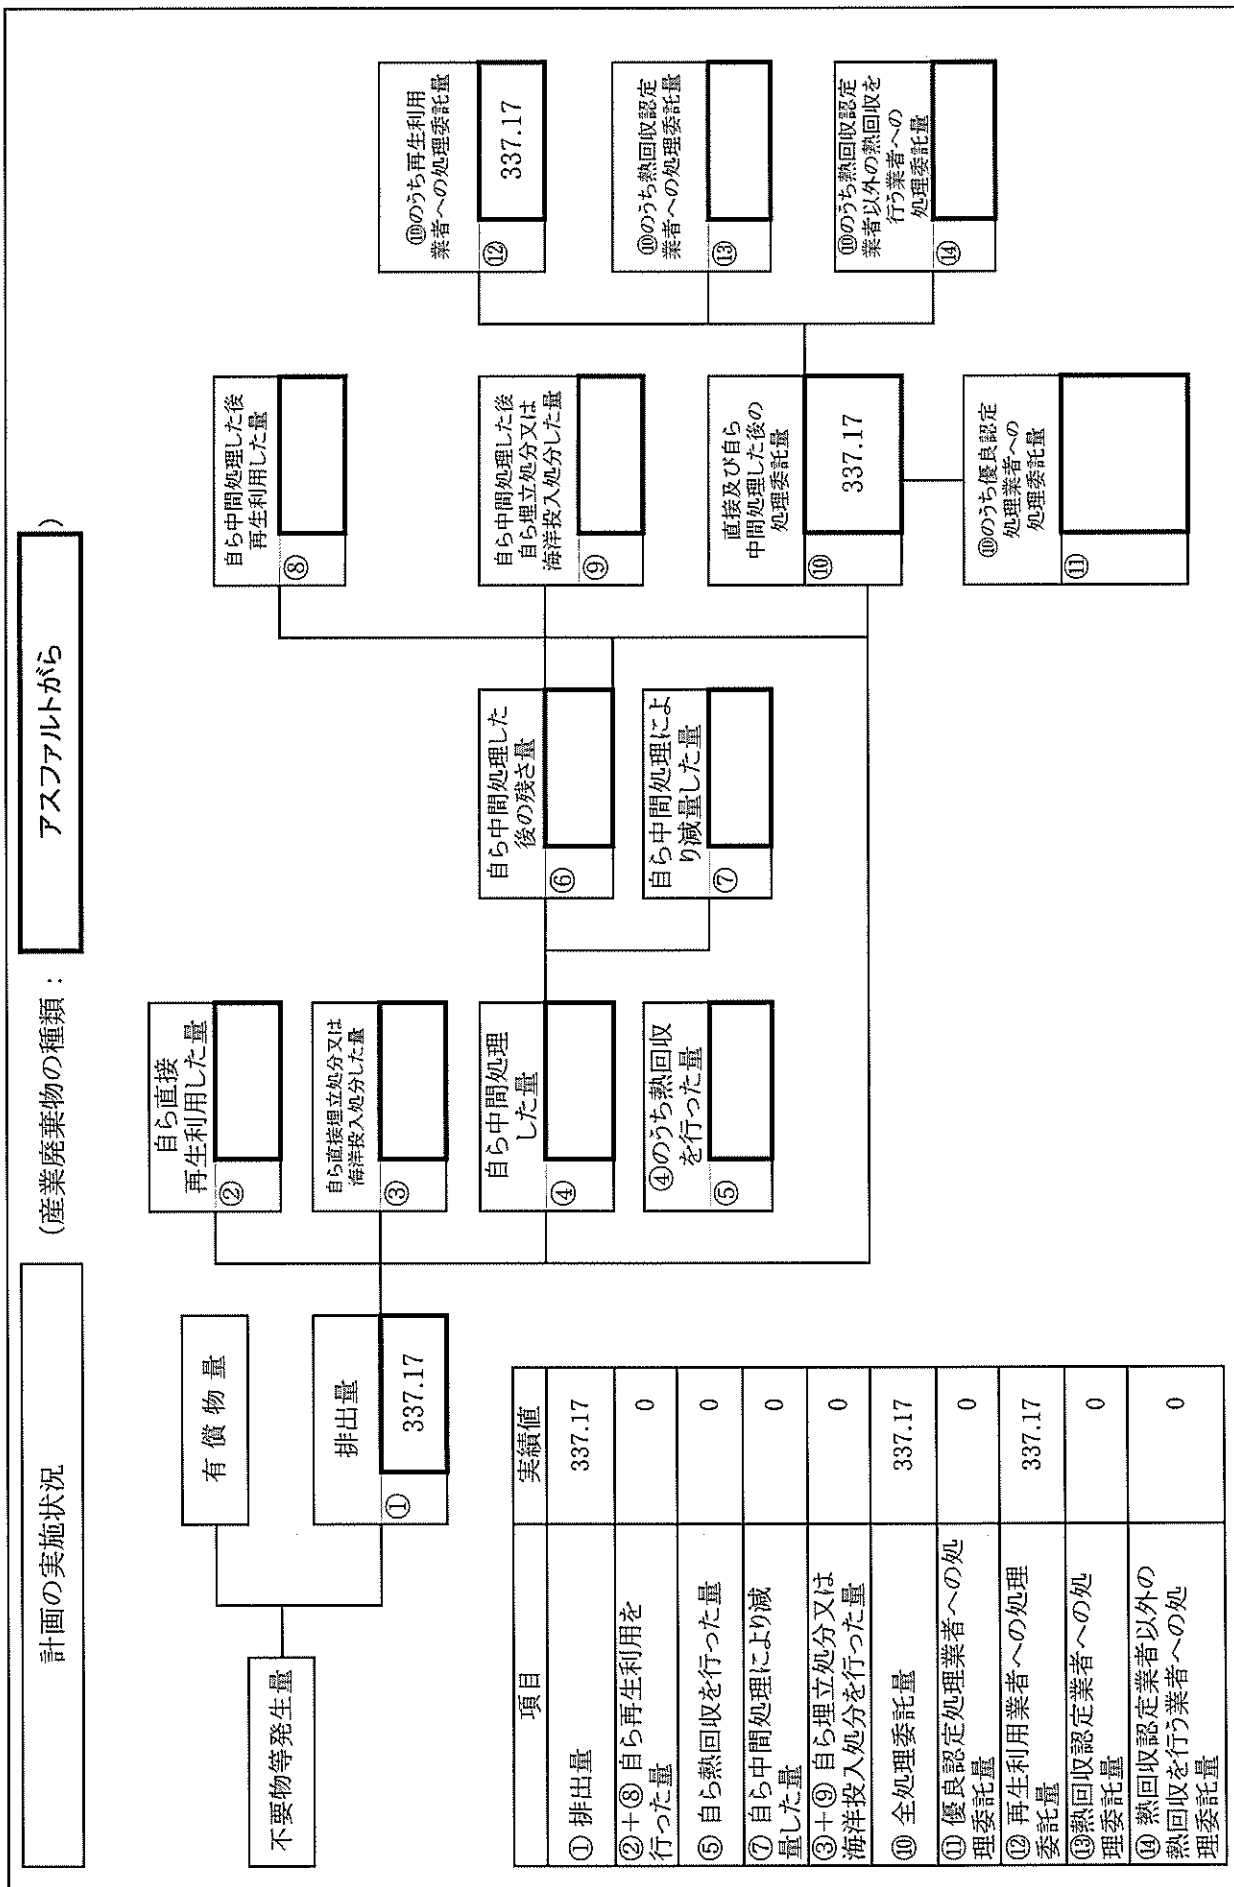 計画の実施状況
（産業廃棄物の種類：
アスファルトがら
）
不要物等発生量
有 償 物 量
排出量
①
337.17
自ら直接
再生利用した量
②
自ら直接埋立処分又は
海洋投入処分した量
③
自ら中間処理
した量
④
④のうち熱回収
を行った量
⑤
自ら中間処理した
後の残さ量
⑥
自ら中間処理によ
り減量した量
⑦
自ら中間処理した後
再生利用した量
⑧
自ら中間処理した後
自ら埋立処分又は
海洋投入処分した量
⑨
直接及び自ら
中間処理した後の
処理委託量
⑩
337.17
⑩のうち優良認定
処理業者への
処理委託量
⑪
⑩のうち再生利用
業者への処理委託量
⑫
337.17
⑩のうち熱回収認定
業者への処理委託量
⑬
⑩のうち熱回収認定
業者以外の熱回収を
行う業者への
処理委託量
⑭
項目
実績値
① 排出量
337.17
②＋⑧ 自ら再生利用を
行った量
0
⑤ 自ら熱回収を行った量
0
⑦ 自ら中間処理により減
量した量
0
③＋⑨ 自ら埋立処分又は
海洋投入処分を行った量
0
⑩ 全処理委託量
337.17
⑪ 優良認定処理業者への処
理委託量
0
⑫ 再生利用業者への処理
委託量
337.17
⑬熱回収認定業者への処
理委託量
0
⑭ 熱回収認定業者以外の
熱回収を行う業者への処
理委託量
0